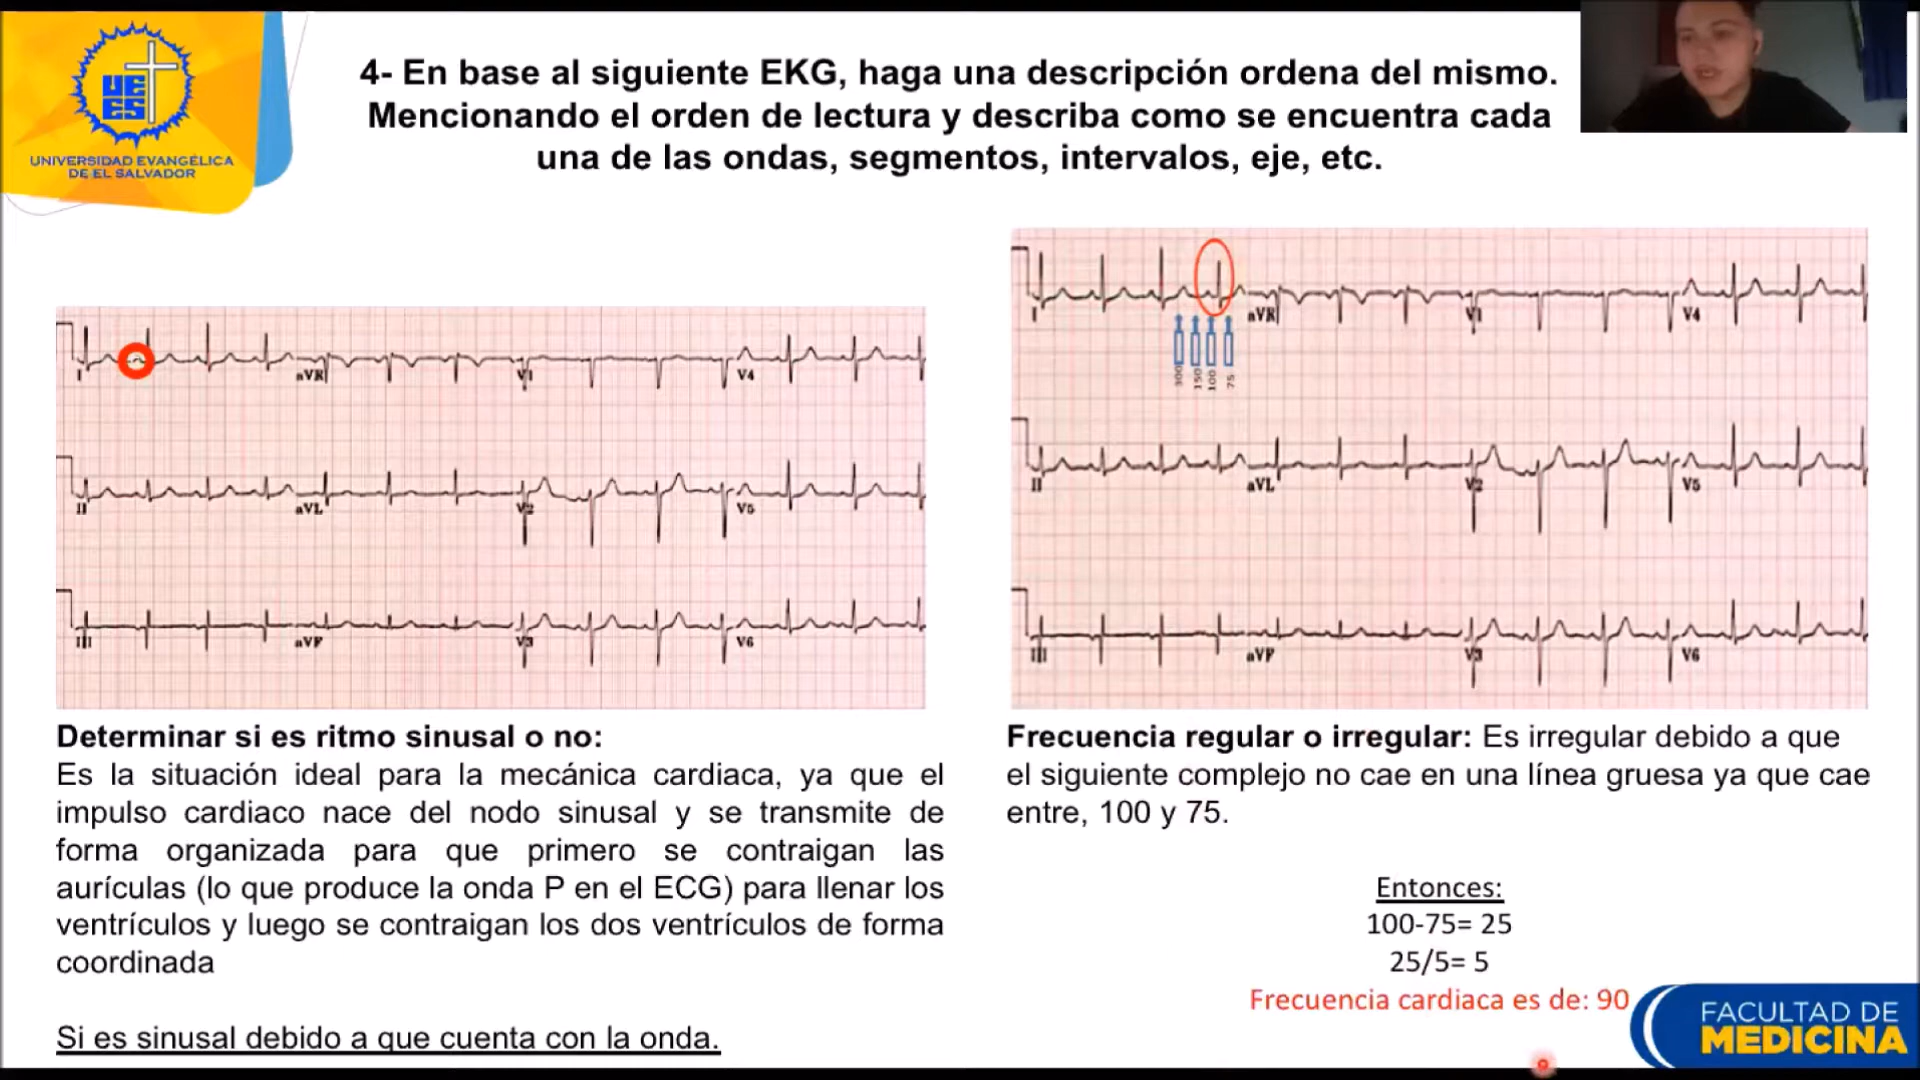 UE
ES
UNIVERSIDAD EVANGÉLICA
DE EL SALVADOR
4- En base al siguiente EKG, haga una descripción ordena del mismo.
Mencionando el orden de lectura y describa como se encuentra cada
una de las ondas, segmentos, intervalos, eje, etc.
I aVR V1 V4
II aVL V2 V5
III aVF V3 V6
Determinar si es ritmo sinusal o no:
Es la situación ideal para la mecánica cardiaca, ya que el
impulso cardiaco nace del nodo sinusal y se transmite de
forma organizada para que primero se contraigan las
aurículas (lo que produce la onda P en el ECG) para llenar los
ventrículos y luego se contraigan los dos ventrículos de forma
coordinada
Si es sinusal debido a que cuenta con la onda.
I aVR V1 V4
300 150 100 75
II aVL V2 V5
III aVF V3 V6
Frecuencia regular o irregular: Es irregular debido a que
el siguiente complejo no cae en una línea gruesa ya que cae
entre, 100 y 75.
Entonces:
100-75= 25
25/5= 5
Frecuencia cardiaca es de: 90
FACULTAD DE
MEDICINA